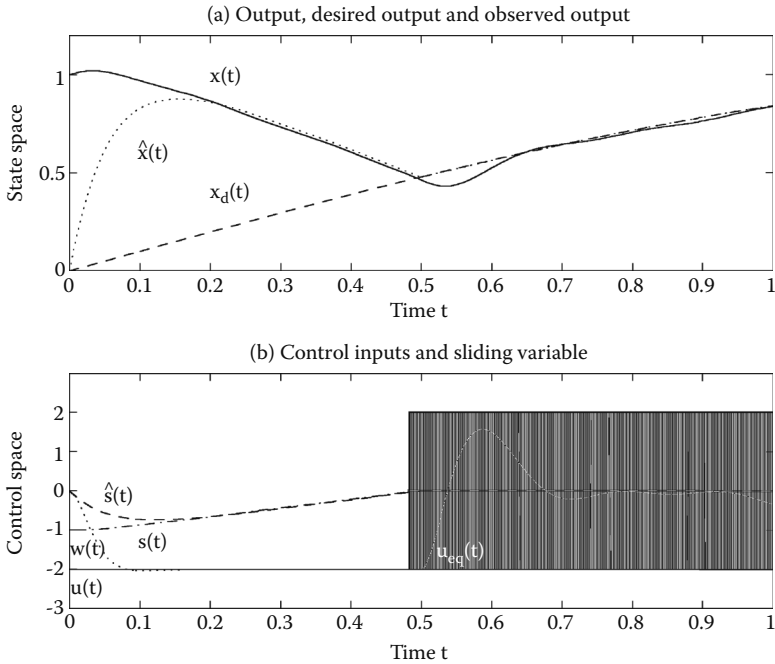 (a) Output, desired output and observed output
State space
1
0.5
0
x(t)
x̂(t)
x_d(t)
0 0.1 0.2 0.3 0.4 0.5 0.6 0.7 0.8 0.9 1
Time t
(b) Control inputs and sliding variable
Control space
2
1
0
-1
-2
-3
ŝ(t)
w(t)
s(t)
u(t)
u_eq(t)
0 0.1 0.2 0.3 0.4 0.5 0.6 0.7 0.8 0.9 1
Time t